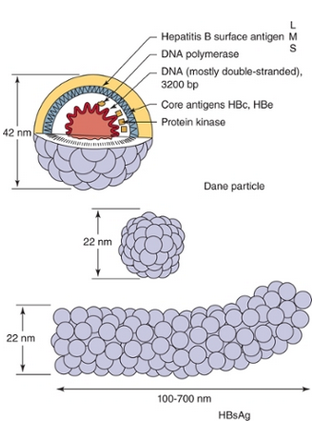 L
Hepatitis B surface antigen M
S
DNA polymerase
DNA (mostly double-stranded),
3200 bp
Core antigens HBc, HBe
Protein kinase
42 nm
Dane particle
22 nm
22 nm
100-700 nm
HBsAg